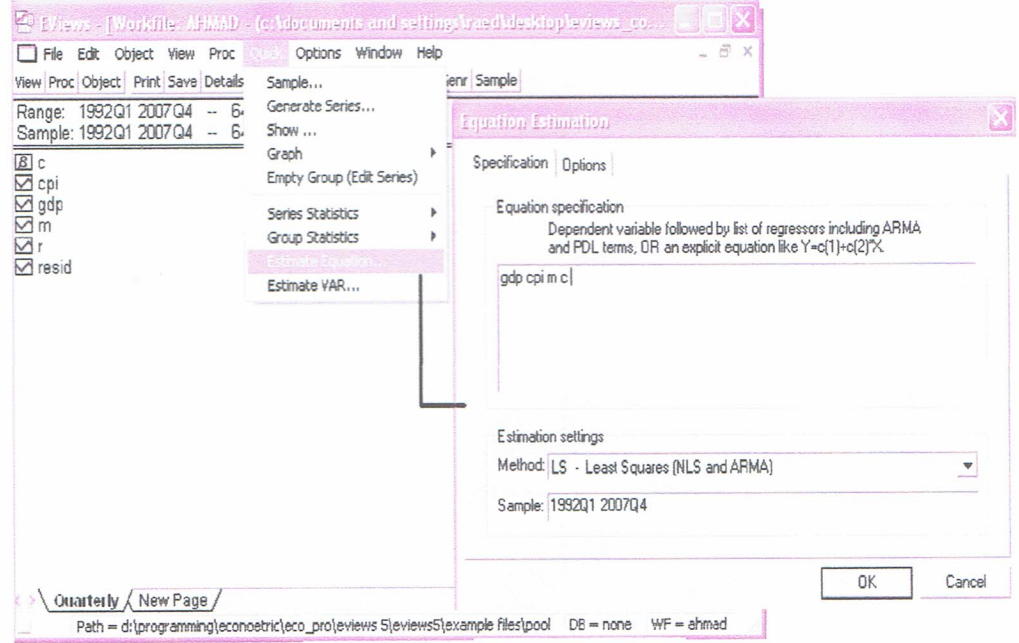 EViews - [Workfile: AHMAD - (c:\documents and settings\raed\desktop\eviews_co...
File Edit Object View Proc Quick Options Window Help
View Proc Object Print Save Details
enr Sample
Range: 1992Q1 2007Q4 -- 64
Sample: 1992Q1 2007Q4 -- 64
β c
cpi
gdp
m
r
resid
Sample...
Generate Series...
Show ...
Graph
Empty Group (Edit Series)
Series Statistics
Group Statistics
Estimate Equation...
Estimate VAR...
Equation Estimation
Specification Options
Equation specification
Dependent variable followed by list of regressors including ARMA
and PDL terms, OR an explicit equation like Y=c(1)+c(2)*X.
gdp cpi m c
Estimation settings
Method: LS - Least Squares (NLS and ARMA)
Sample: 1992Q1 2007Q4
OK Cancel
Quarterly New Page
Path = d:\programming\econoetric\eco_pro\eviews 5\eviews5\example files\pool DB = none WF = ahmad